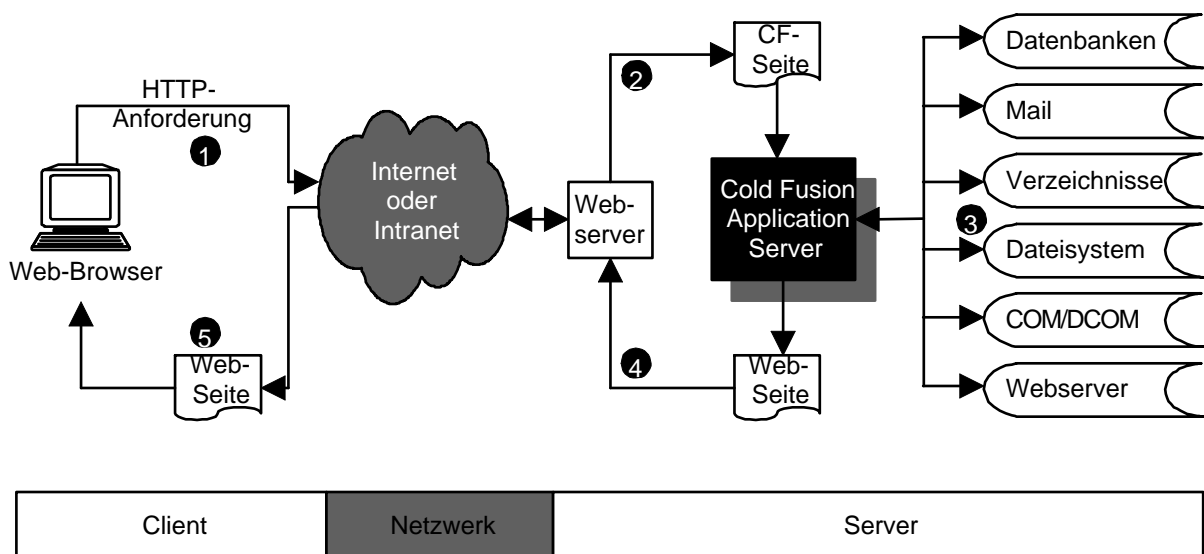 HTTP-
Anforderung
1
Web-Browser
5
Web-
Seite
Internet
oder
Intranet
Web-
server
2
CF-
Seite
Cold Fusion
Application
Server
4
Web-
Seite
3
Datenbanken
Mail
Verzeichnisse
Dateisystem
COM/DCOM
Webserver
Client
Netzwerk
Server